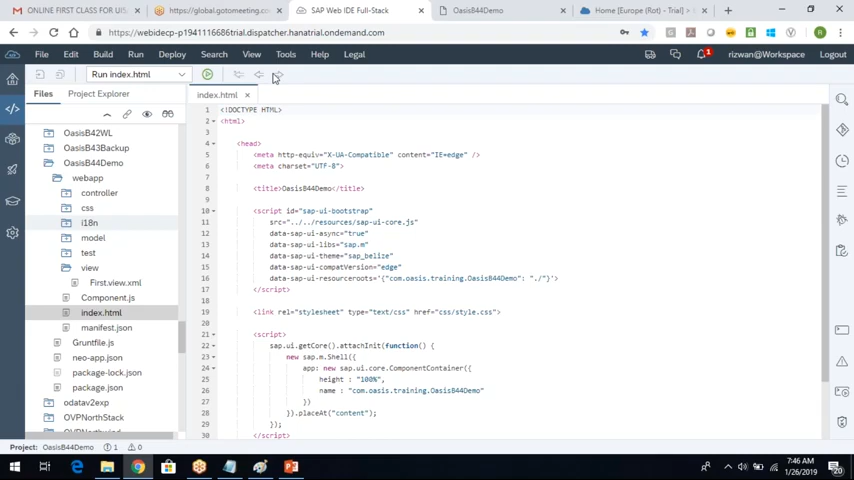 ONLINE FIRST CLASS FOR UI5
https://global.gotomeeting.com
SAP Web IDE Full-Stack
OasisB44Demo
Home [Europe (Rot) - Trial] > b
https://webidecp-p1941116681trial.dispatcher.hanatrial.ondemand.com
File Edit Build Run Deploy Search View Tools Help Legal
1
rizwan@Workspace
Logout
Run index.html
Files
Project Explorer
index.html
OasisB42WL
OasisB43Backup
OasisB44Demo
webapp
controller
css
i18n
model
test
view
First.view.xml
Component.js
index.html
manifest.json
Gruntfile.js
neo-app.json
package-lock.json
package.json
odatav2exp
OVPNorthStack
1 <!DOCTYPE HTML>
2 <html>
3
4 <head>
5 <meta http-equiv="X-UA-Compatible" content="IE=edge" />
6 <meta charset="UTF-8">
7
8 <title>OasisB44Demo</title>
9
10 <script id="sap-ui-bootstrap"
11 src="../../resources/sap-ui-core.js"
12 data-sap-ui-async="true"
13 data-sap-ui-libs="sap.m"
14 data-sap-ui-theme="sap_belize"
15 data-sap-ui-compatVersion="edge"
16 data-sap-ui-resourceroots='{"com.oasis.training.OasisB44Demo": "./"}'>
17 </script>
18
19 <link rel="stylesheet" type="text/css" href="css/style.css">
20
21 <script>
22 sap.ui.getCore().attachInit(function() {
23 new sap.m.Shell({
24 app: new sap.ui.core.ComponentContainer({
25 height : "100%",
26 name : "com.oasis.training.OasisB44Demo"
27 })
28 }).placeAt("content");
29 });
30 </script>
Project: OasisB44Demo
1
0
7:46 AM
1/26/2019
20